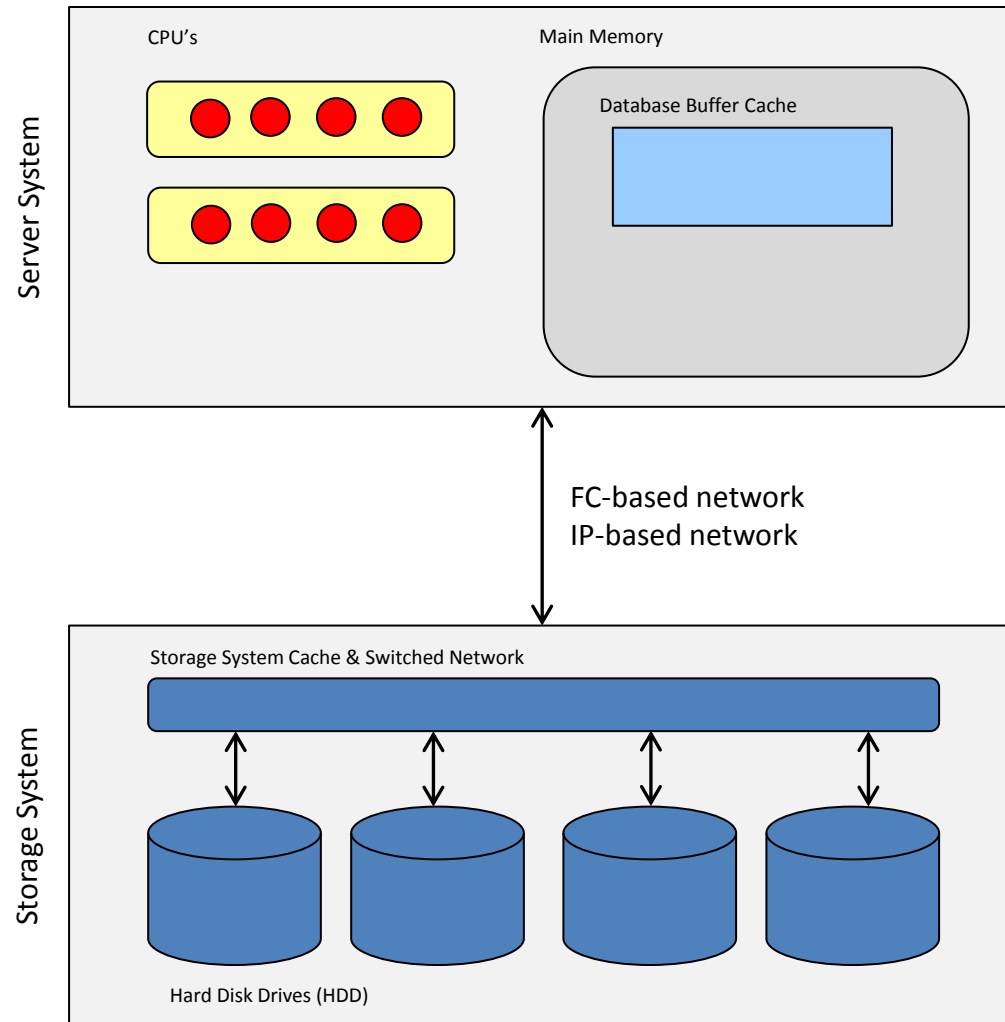 Server System
CPU's
Main Memory
Database Buffer Cache
FC-based network
IP-based network
Storage System
Storage System Cache & Switched Network
Hard Disk Drives (HDD)